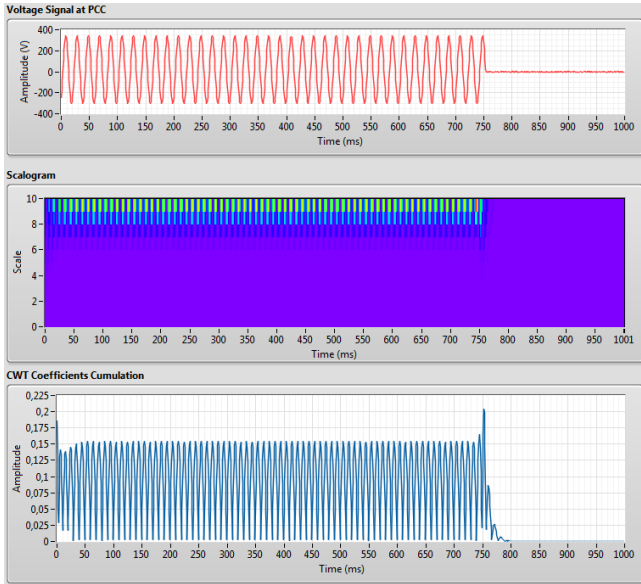 Voltage Signal at PCC
Amplitude (V)
400
200
0
-200
-400
0 50 100 150 200 250 300 350 400 450 500 550 600 650 700 750 800 850 900 950 1000
Time (ms)
Scalogram
Scale
10
8
6
4
2
0
0 50 100 150 200 250 300 350 400 450 500 550 600 650 700 750 800 850 900 950 1001
Time (ms)
CWT Coefficients Cumulation
Amplitude
0,225
0,2
0,175
0,15
0,125
0,1
0,075
0,05
0,025
0
0 50 100 150 200 250 300 350 400 450 500 550 600 650 700 750 800 850 900 950 1000
Time (ms)